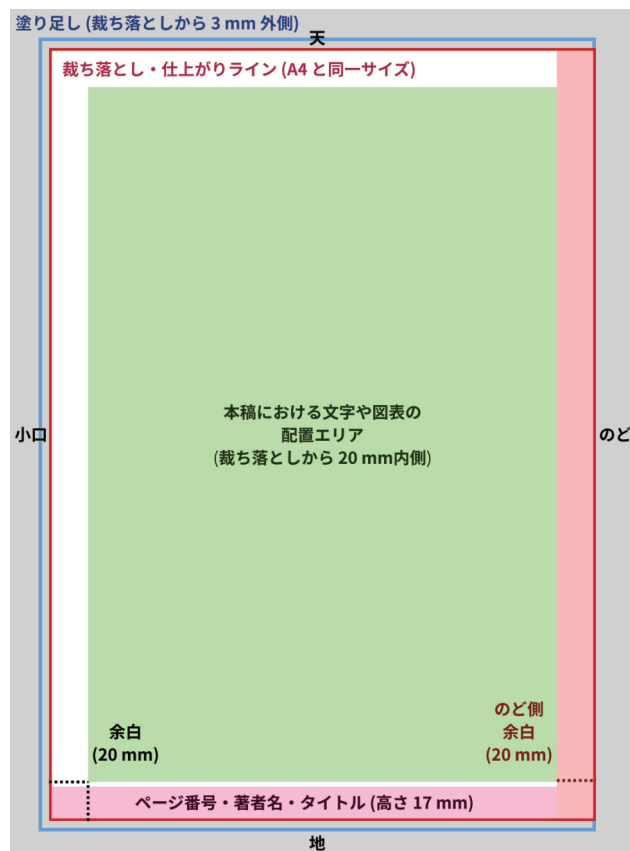 塗り足し (裁ち落としから 3 mm 外側)
天
裁ち落とし・仕上がりライン (A4 と同一サイズ)
本稿における文字や図表の
配置エリア
(裁ち落としから 20 mm内側)
小口
のど
のど側
余白
(20 mm)
余白
(20 mm)
ページ番号・著者名・タイトル (高さ 17 mm)
地